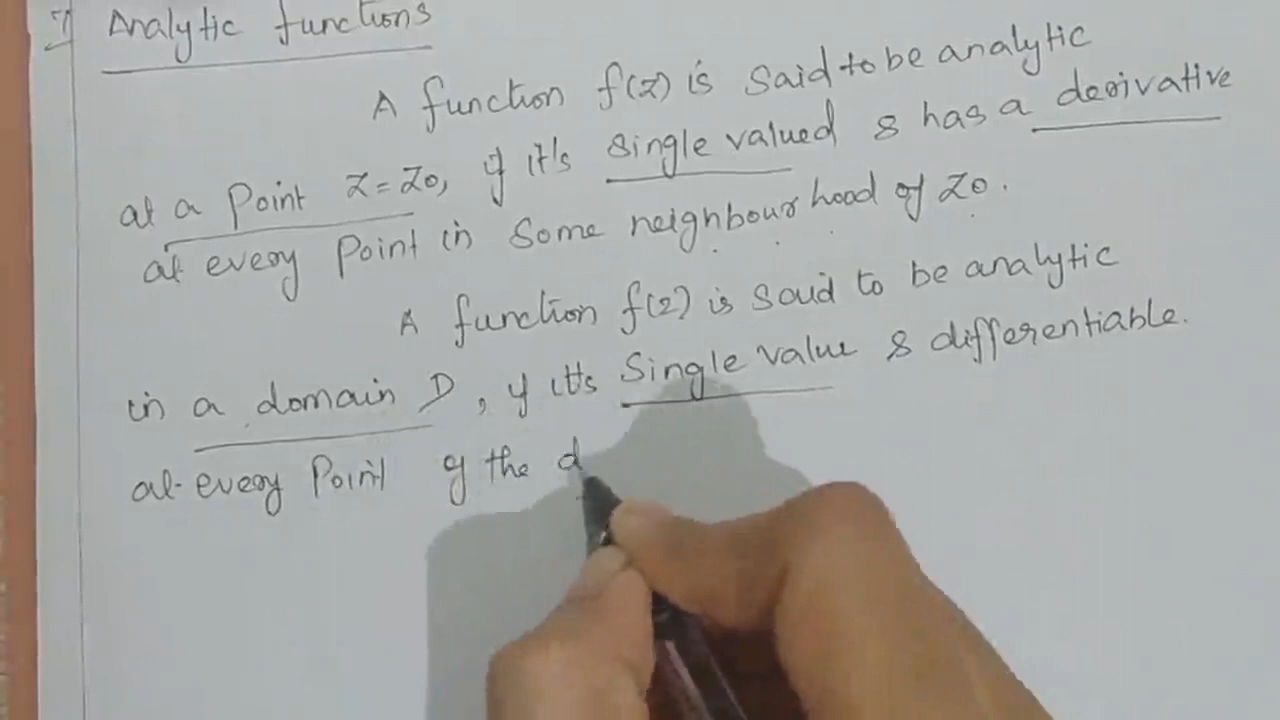 Analytic functions
A function f(z) is said to be analytic
at a point z = z0, if it's single valued & has a derivative
at every point in some neighbourhood of z0.
A function f(z) is said to be analytic
in a domain D, if it's single value & differentiable.
at every point of the d